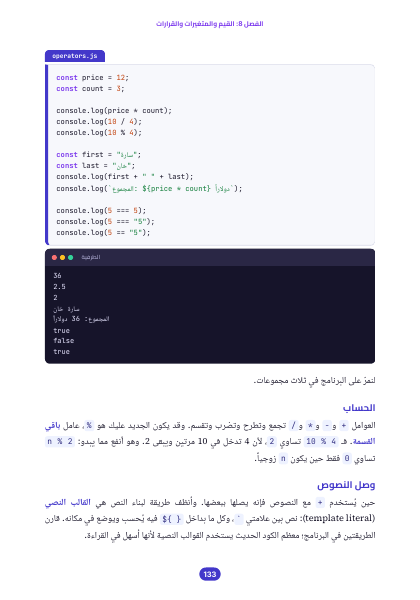 الفصل 8: القيم والمتغيرات والقرارات
operators.js
const price = 12;
const count = 3;
console.log(price * count);
console.log(10 / 4);
console.log(10 % 4);
const first = "سارة";
const last = "خان";
console.log(first + " " + last);
console.log(`المجموع: ${price * count} دولاراً`);
console.log(5 === 5);
console.log(5 === "5");
console.log(5 == "5");
الطرفية
36
2.5
2
سارة خان
المجموع: 36 دولاراً
true
false
true
لنمرّ على البرنامج في ثلاث مجموعات.
الحساب
العوامل + و - و * و / تجمع وتطرح وتضرب وتقسم. وقد يكون الجديد عليك هو %، عامل باقي
القسمة. فـ 10 % 4 تساوي 2، لأن 4 تدخل في 10 مرتين ويبقى 2. وهو أنفع مما يبدو: n % 2
تساوي 0 فقط حين يكون n زوجياً.
وصل النصوص
حين يُستخدم + مع النصوص فإنه يصلها ببعضها. وأنظف طريقة لبناء النص هي القالب النصي
(template literal): نص بين علامتي `، وكل ما بداخل ${ } فيه يُحسب ويوضع في مكانه. قارن
الطريقتين في البرنامج؛ معظم الكود الحديث يستخدم القوالب النصية لأنها أسهل في القراءة.
133